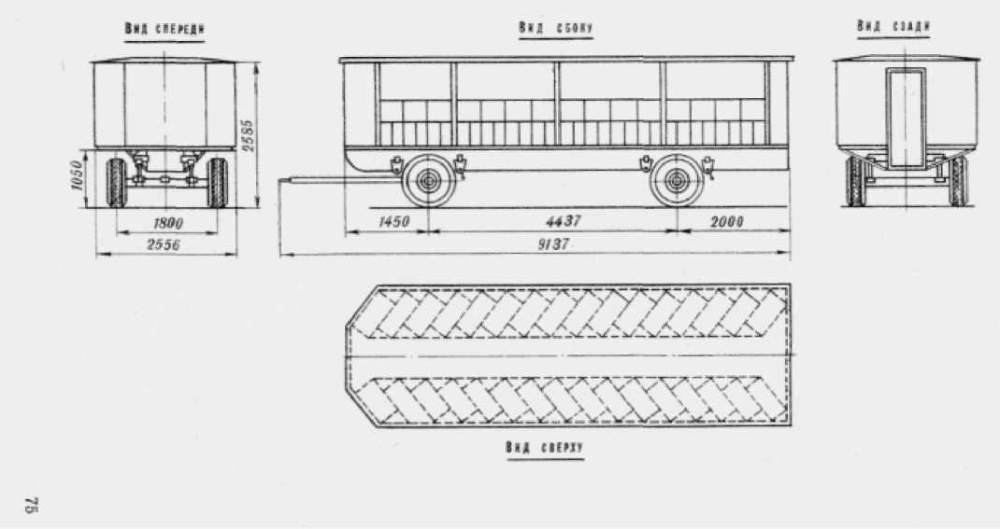 Вид спереди
Вид сбоку
Вид сзади
1050
2585
1800
2556
1450
4437
2000
9137
Вид сверху
75